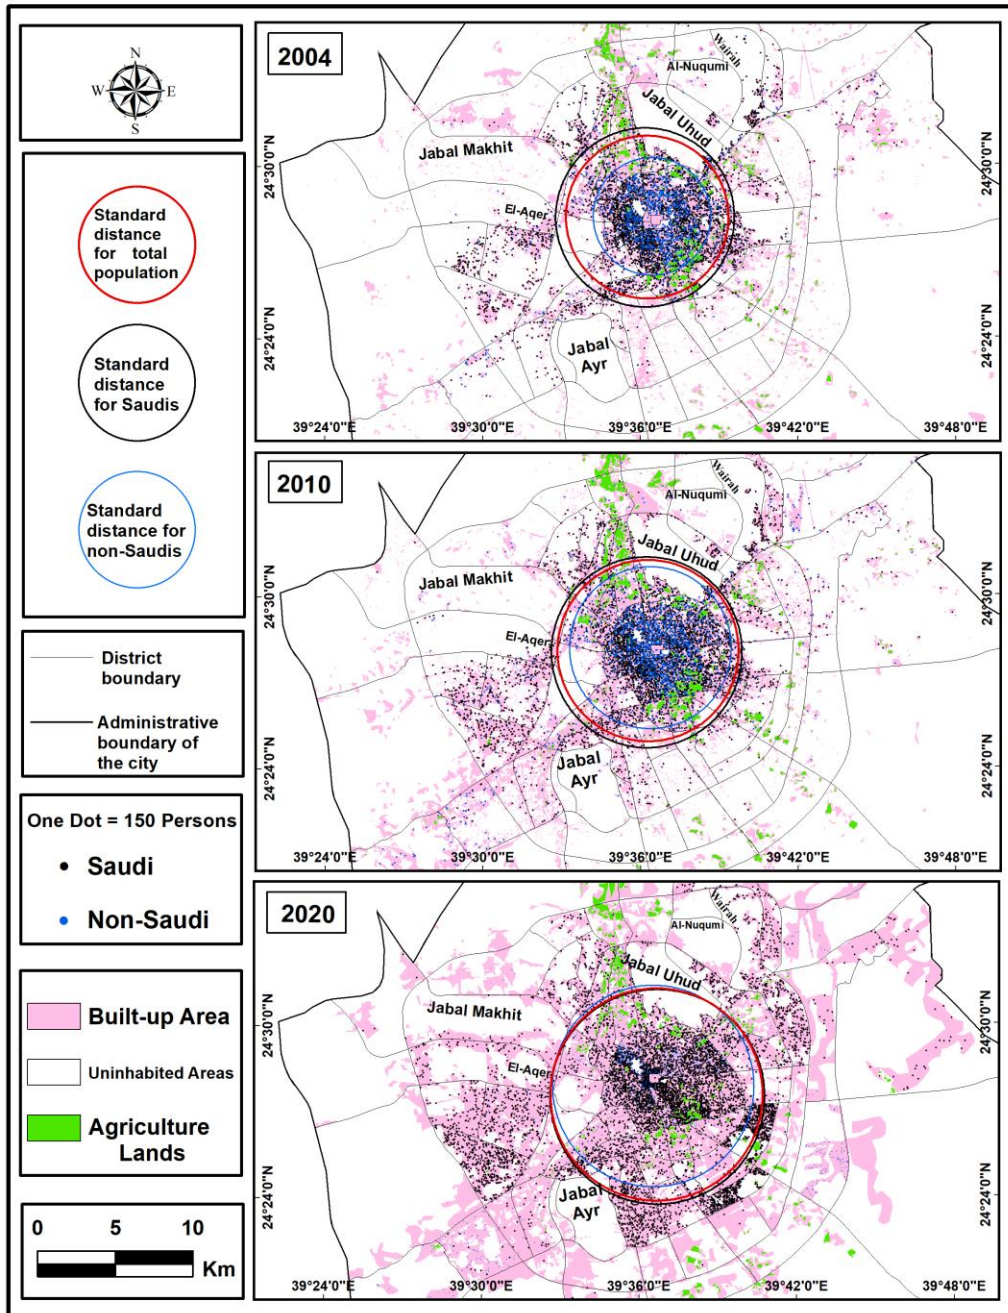 N
W
E
S
Standard
distance
for total
population
Standard
distance
for Saudis
Standard
distance for
non-Saudis
District
boundary
Administrative
boundary of
the city
One Dot = 150 Persons
Saudi
Non-Saudi
Built-up Area
Uninhabited Areas
Agriculture
Lands
0 5 10
Km
2004
Wairah
Al-Nuqumi
Jabal Uhud
Jabal Makhit
El-Aqer
Jabal
Ayr
24°30'0"N
24°24'0"N
24°30'0"N
24°24'0"N
39°24'0"E
39°30'0"E
39°36'0"E
39°42'0"E
39°48'0"E
2010
Wairah
Al-Nuqumi
Jabal Uhud
Jabal Makhit
El-Aqer
Jabal
Ayr
24°30'0"N
24°24'0"N
24°30'0"N
24°24'0"N
39°24'0"E
39°30'0"E
39°36'0"E
39°42'0"E
39°48'0"E
2020
Wairah
Al-Nuqumi
Jabal Uhud
Jabal Makhit
El-Aqer
Jabal
Ayr
24°30'0"N
24°24'0"N
24°30'0"N
24°24'0"N
39°24'0"E
39°30'0"E
39°36'0"E
39°42'0"E
39°48'0"E